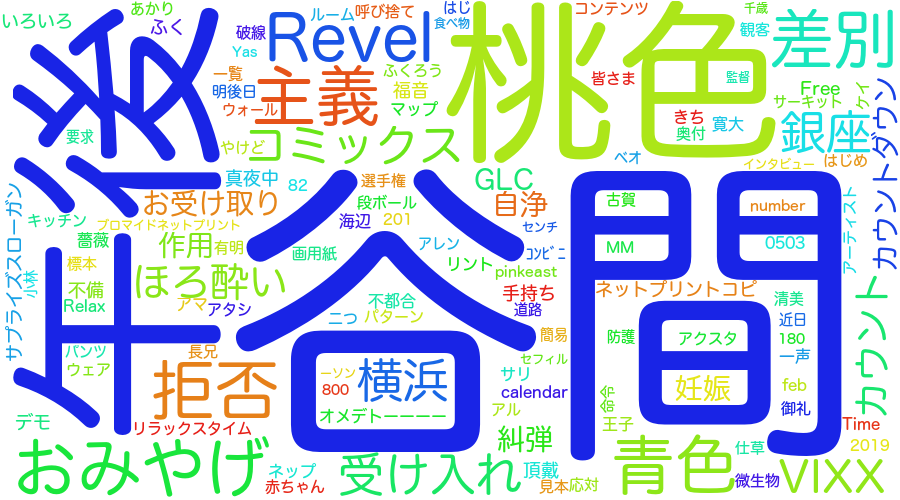 いろいろ
あかり
ふく
破線
Yas
ルーム
呼び捨て
Revel
はじ
食べ物
桃色
コンテンツ
皆さま
千歳
観客
監督
差別
午後
要求
一覧
明後日
ウォール
主義
ふくろう
福音
マップ
コミックス
やけど
Free
サーキット
ケイ
きち
奥付
寛大
銀座
はじめ
ベオ
インタビュー
カウントダウン
サプライズスローガン
キッチン
薔薇
小林
標本
不備
Relax
パンツ
ウェア
真夜中
82
お受け取り
ブロマイドネットプリント
作用
有明
ほろ酔い
アマ
アタシ
長兄
選手権
段ボール
海辺
201
画用紙
アレン
リント
不都合
二つ
パターン
GLC
自浄
センチ
コンビニ
pinkeast
手持ち
道路
簡易
谷間
古賀
number
MM
0503
アーティスト
ネットプリントコピ
清美
防護
アクスタ
近日
180
一声
カウント
セフィル
サリ
calendar
命令
妊娠
feb
御礼
拒否
ーソン
800
横浜
オメデトーーーー
アル
王子
Time
デモ
リラックスタイム
おみやげ
ネップ
赤ちゃん
受け入れ
糾弾
頂戴
見本
応対
青色
仕草
微生物
2019
VIXX